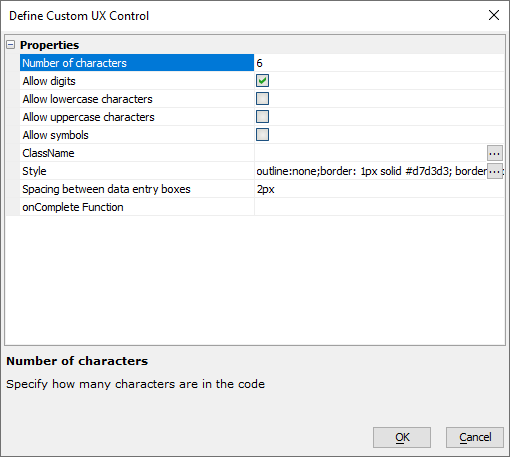 Define Custom UX Control
Properties
Number of characters 6
Allow digits
Allow lowercase characters
Allow uppercase characters
Allow symbols
ClassName ...
Style outline:none;border: 1px solid #d7d3d3; border ...
Spacing between data entry boxes 2px
onComplete Function
Number of characters
Specify how many characters are in the code
OK Cancel